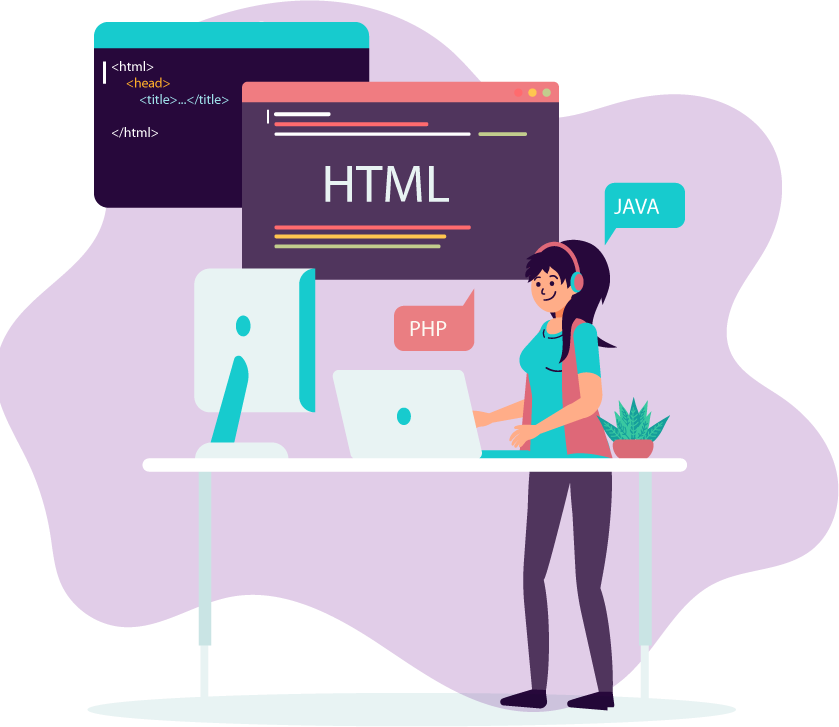 <html>
<head>
<title>...</title>
</html>
HTML
JAVA
PHP